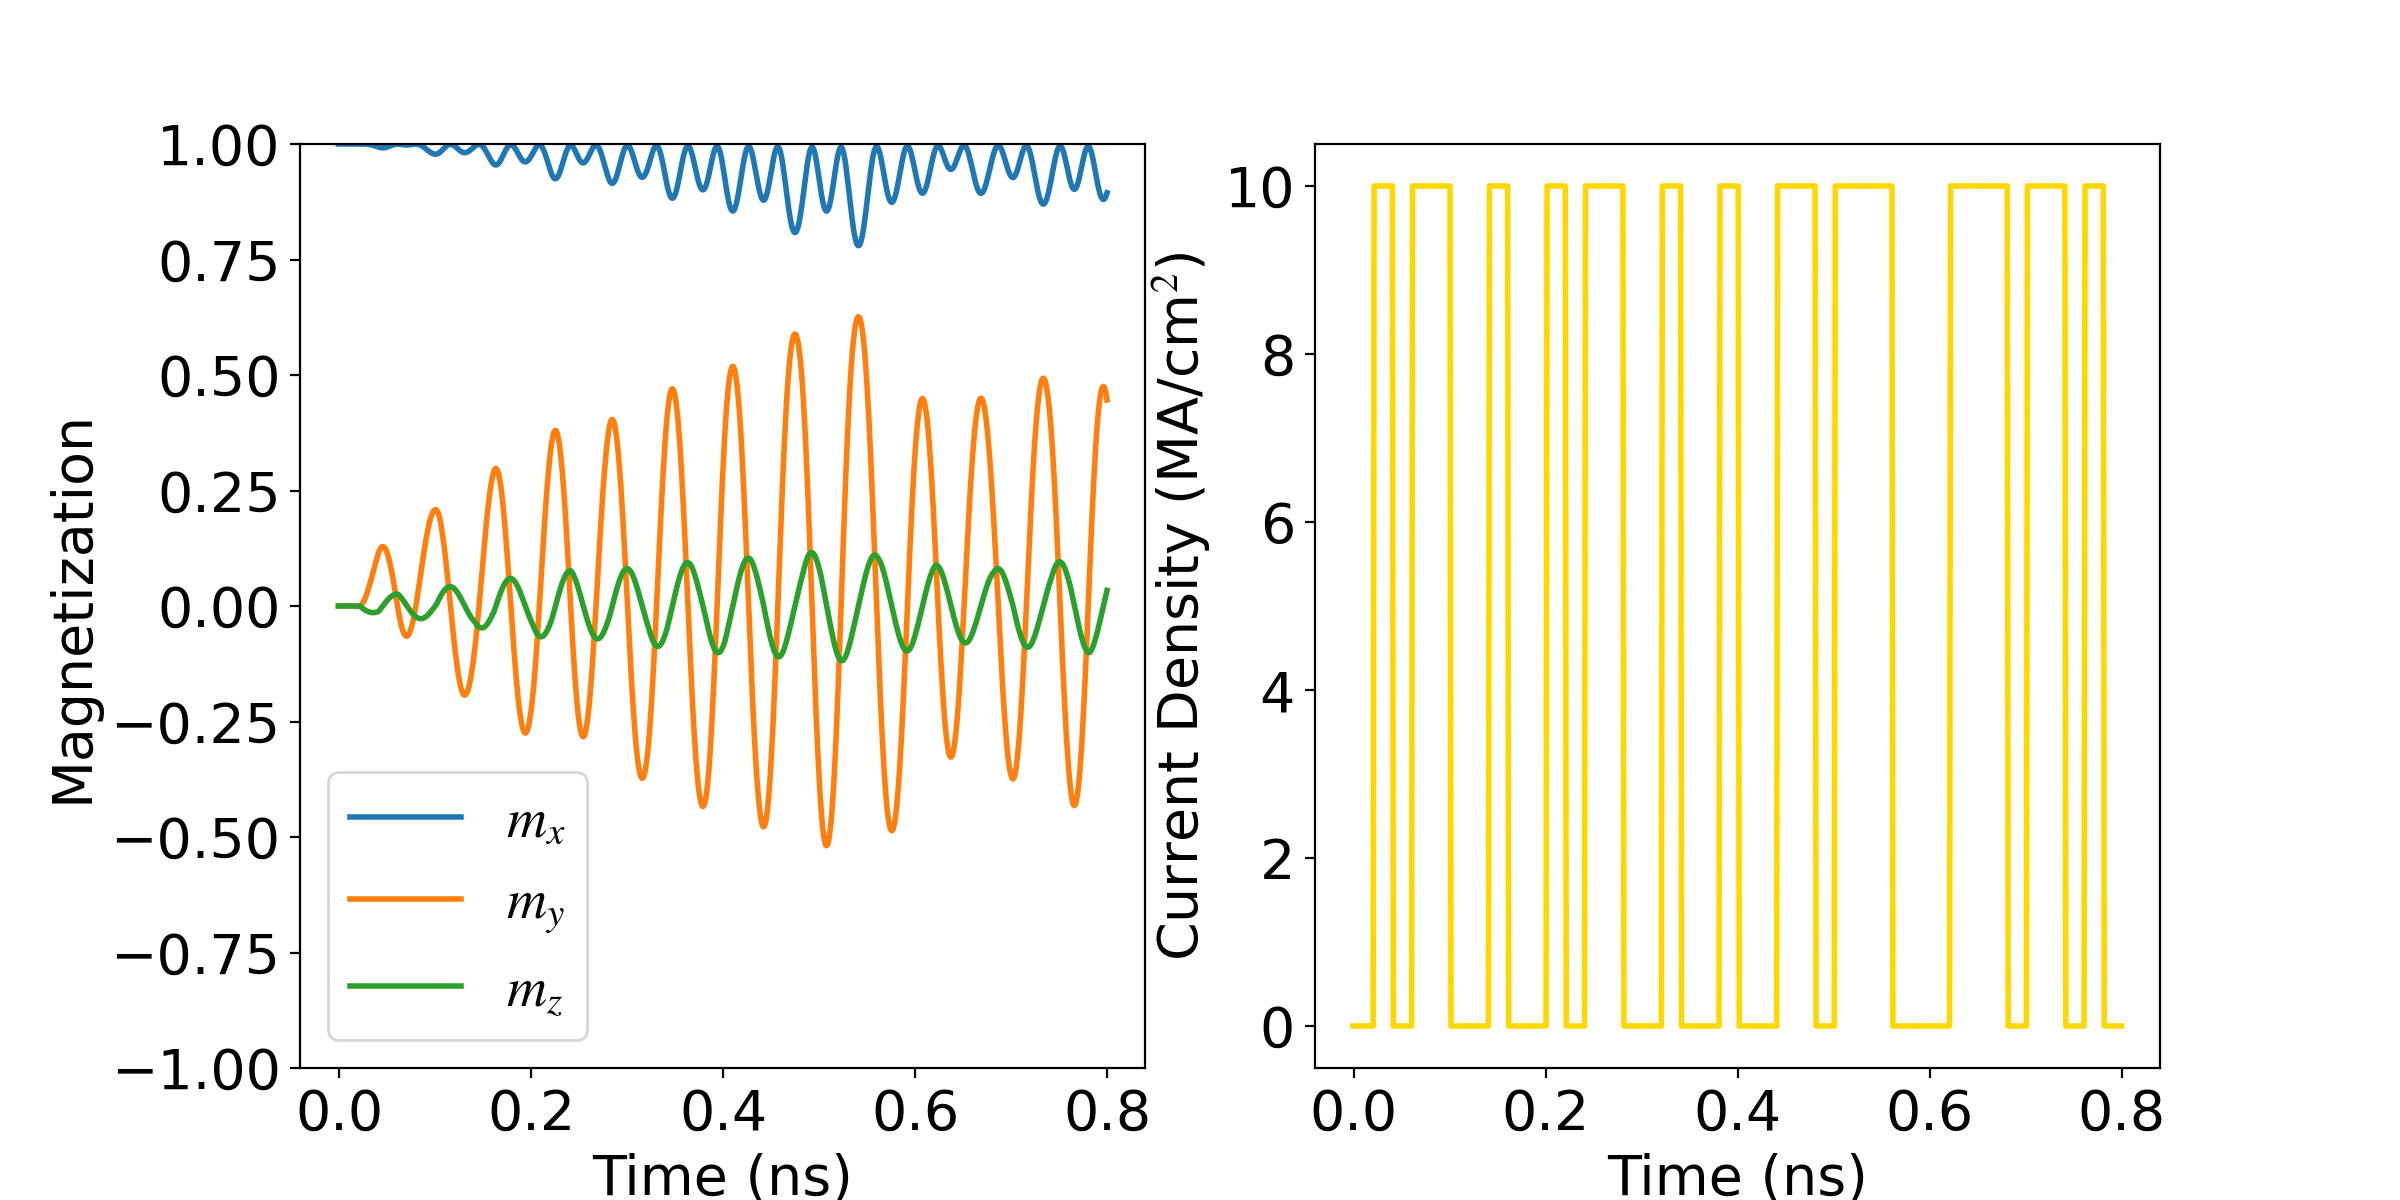 Magnetization
1.00
0.75
0.50
0.25
0.00
−0.25
−0.50
−0.75
−1.00
0.0 0.2 0.4 0.6 0.8
Time (ns)
m_x
m_y
m_z
Current Density (MA/cm²)
10
8
6
4
2
0
0.0 0.2 0.4 0.6 0.8
Time (ns)